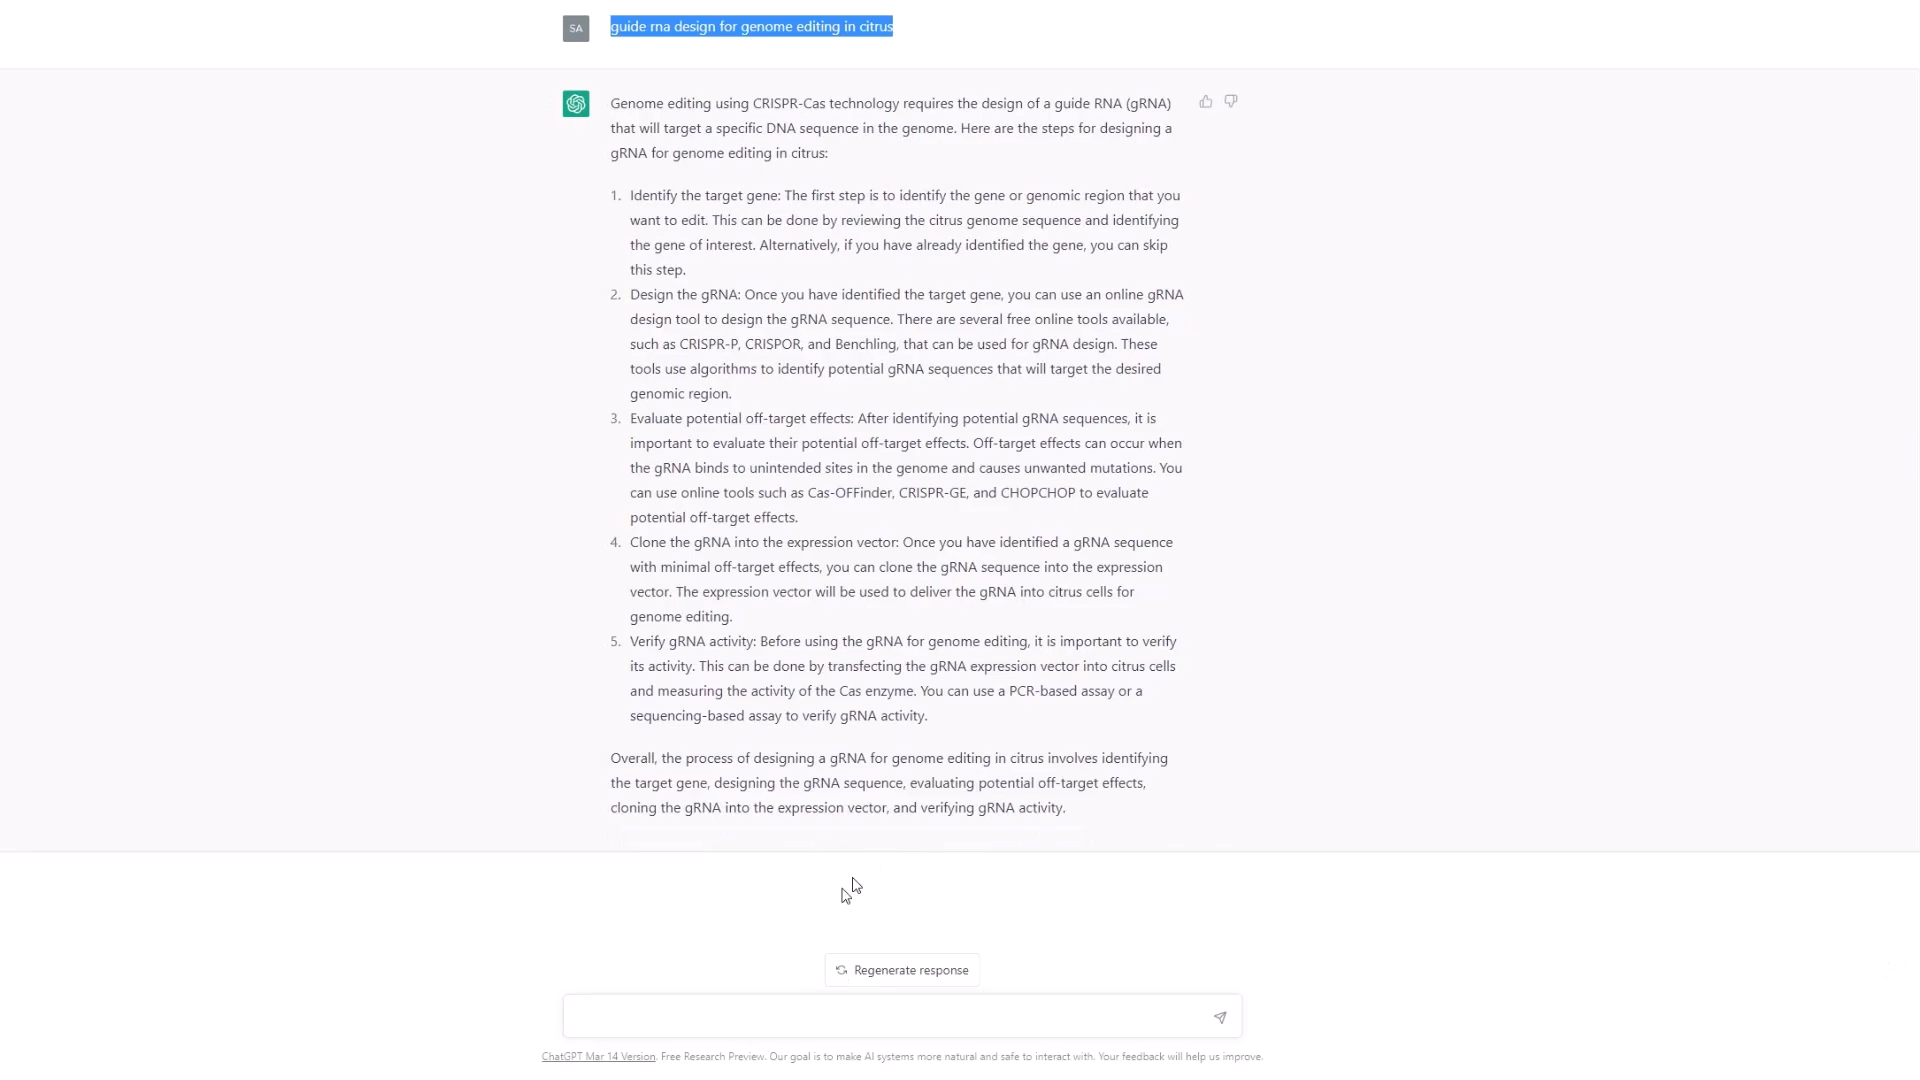 SA
guide rna design for genome editing in citrus
Genome editing using CRISPR-Cas technology requires the design of a guide RNA (gRNA)
that will target a specific DNA sequence in the genome. Here are the steps for designing a
gRNA for genome editing in citrus:
1. Identify the target gene: The first step is to identify the gene or genomic region that you
want to edit. This can be done by reviewing the citrus genome sequence and identifying
the gene of interest. Alternatively, if you have already identified the gene, you can skip
this step.
2. Design the gRNA: Once you have identified the target gene, you can use an online gRNA
design tool to design the gRNA sequence. There are several free online tools available,
such as CRISPR-P, CRISPOR, and Benchling, that can be used for gRNA design. These
tools use algorithms to identify potential gRNA sequences that will target the desired
genomic region.
3. Evaluate potential off-target effects: After identifying potential gRNA sequences, it is
important to evaluate their potential off-target effects. Off-target effects can occur when
the gRNA binds to unintended sites in the genome and causes unwanted mutations. You
can use online tools such as Cas-OFFinder, CRISPR-GE, and CHOPCHOP to evaluate
potential off-target effects.
4. Clone the gRNA into the expression vector: Once you have identified a gRNA sequence
with minimal off-target effects, you can clone the gRNA sequence into the expression
vector. The expression vector will be used to deliver the gRNA into citrus cells for
genome editing.
5. Verify gRNA activity: Before using the gRNA for genome editing, it is important to verify
its activity. This can be done by transfecting the gRNA expression vector into citrus cells
and measuring the activity of the Cas enzyme. You can use a PCR-based assay or a
sequencing-based assay to verify gRNA activity.
Overall, the process of designing a gRNA for genome editing in citrus involves identifying
the target gene, designing the gRNA sequence, evaluating potential off-target effects,
cloning the gRNA into the expression vector, and verifying gRNA activity.
Regenerate response
ChatGPT Mar 14 Version. Free Research Preview. Our goal is to make AI systems more natural and safe to interact with. Your feedback will help us improve.